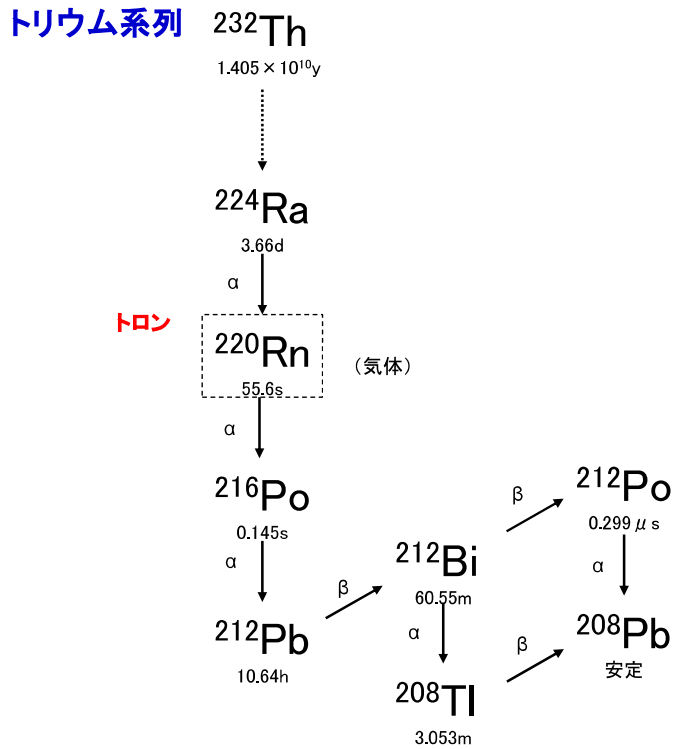 トリウム系列
²³²Th
1.405×10¹⁰y
²²⁴Ra
3.66d
α
トロン
²²⁰Rn
(気体)
55.6s
α
²¹⁶Po
0.145s
α
²¹²Pb
10.64h
β
²¹²Bi
60.55m
α
²⁰⁸Tl
3.053m
β
²¹²Po
0.299μs
α
β
²⁰⁸Pb
安定